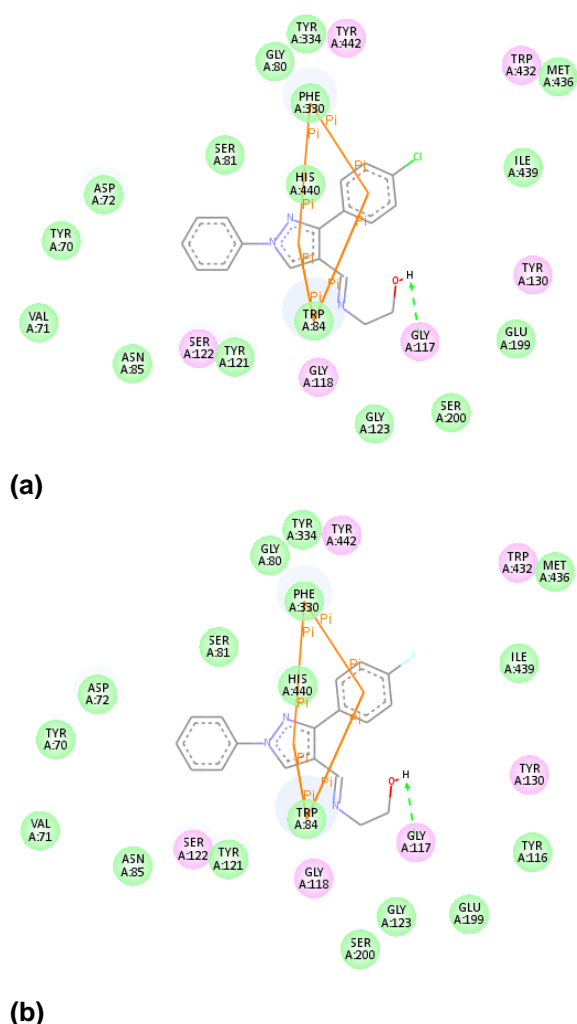 TYR
A:334
TYR
A:442
GLY
A:80
TRP
A:432
MET
A:436
PHE
A:330
Pi
Pi
Pi
SER
A:81
Cl
ILE
A:439
HIS
A:440
ASP
A:72
Pi
N
Pi
TYR
A:70
N
Pi
H
O
TYR
A:130
Pi
Pi
N
VAL
A:71
TRP
A:84
SER
A:122
TYR
A:121
GLY
A:117
GLU
A:199
ASN
A:85
GLY
A:118
GLY
A:123
SER
A:200
(a)
TYR
A:334
TYR
A:442
GLY
A:80
TRP
A:432
MET
A:436
PHE
A:330
Pi
Pi
Pi
SER
A:81
F
ILE
A:439
HIS
A:440
ASP
A:72
Pi
N
Pi
TYR
A:70
N
Pi
H
O
TYR
A:130
Pi
Pi
N
VAL
A:71
TRP
A:84
SER
A:122
TYR
A:121
GLY
A:117
TYR
A:116
ASN
A:85
GLY
A:118
GLY
A:123
GLU
A:199
SER
A:200
(b)